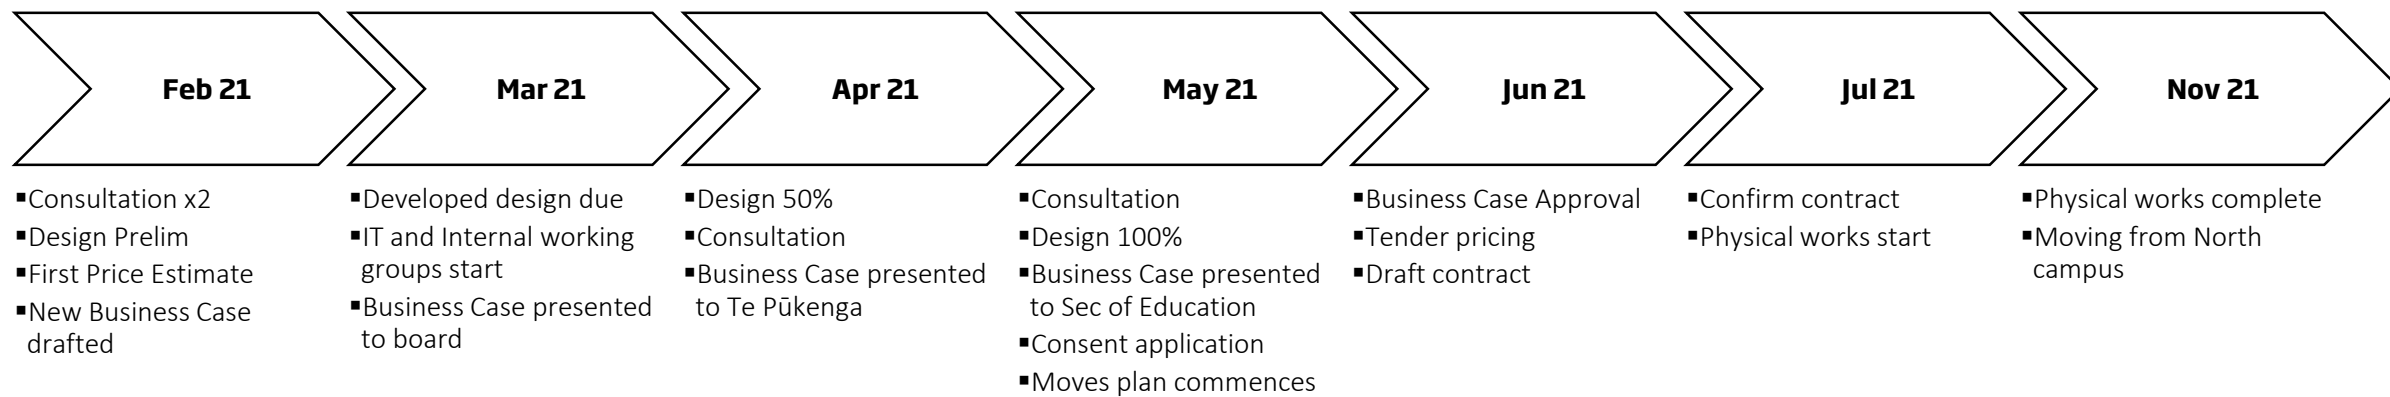 Feb 21
Mar 21
Apr 21
May 21
Jun 21
Jul 21
Nov 21
▪Consultation x2
▪Design Prelim
▪First Price Estimate
▪New Business Case
drafted
▪Developed design due
▪IT and Internal working
groups start
▪Business Case presented
to board
▪Design 50%
▪Consultation
▪Business Case presented
to Te Pūkenga
▪Consultation
▪Design 100%
▪Business Case presented
to Sec of Education
▪Consent application
▪Moves plan commences
▪Business Case Approval
▪Tender pricing
▪Draft contract
▪Confirm contract
▪Physical works start
▪Physical works complete
▪Moving from North
campus